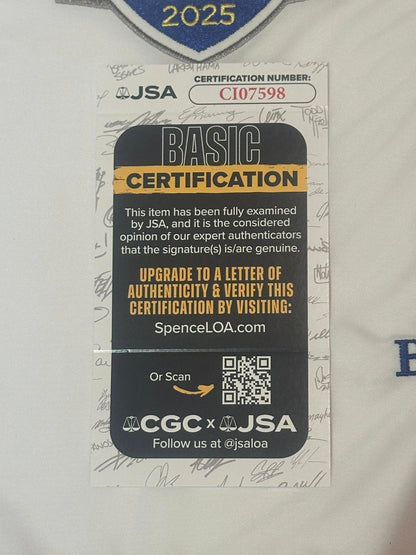 2025
JSA
CERTIFICATION NUMBER:
CI07598
BASIC
CERTIFICATION
This item has been fully examined
by JSA, and it is the considered
opinion of our expert authenticators
that the signature(s) is/are genuine.
UPGRADE TO A LETTER OF
AUTHENTICITY & VERIFY THIS
CERTIFICATION BY VISITING:
SpenceLOA.com
Or Scan
CGC x JSA
Follow us at @jsaloa
B